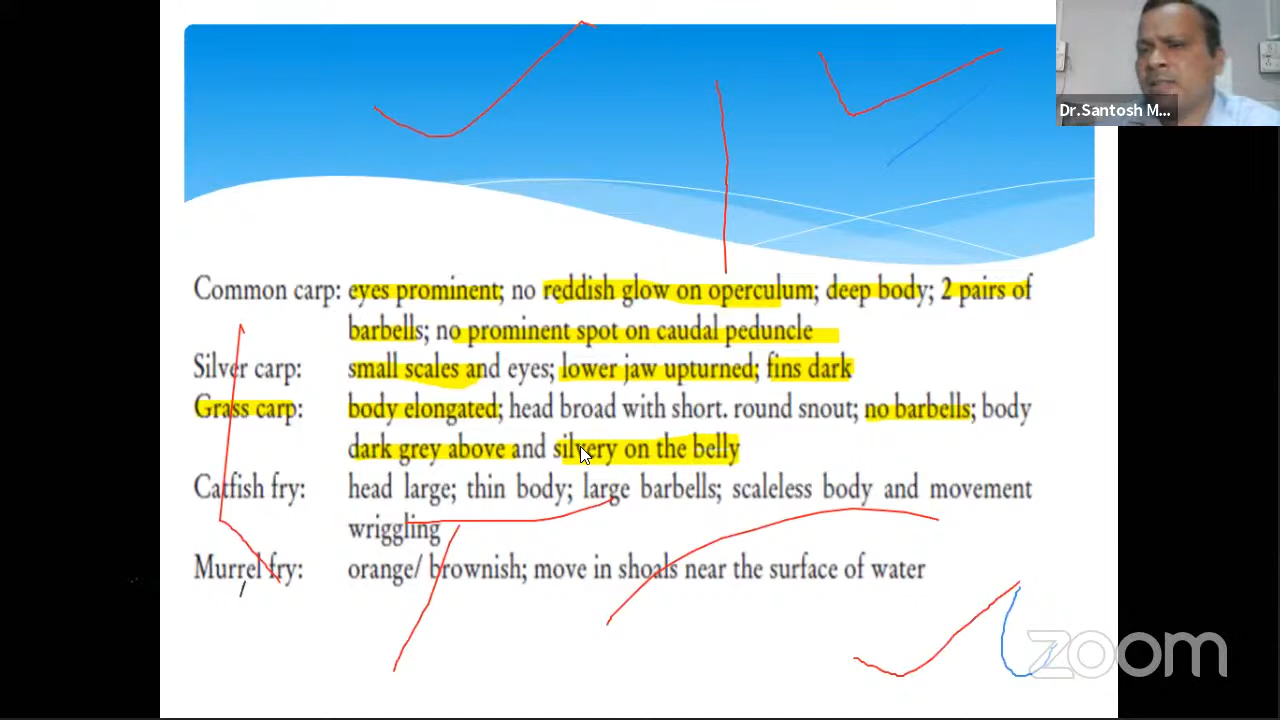 Dr.Santosh M...
Common carp: eyes prominent; no reddish glow on operculum; deep body; 2 pairs of
barbells; no prominent spot on caudal peduncle
Silver carp: small scales and eyes; lower jaw upturned; fins dark
Grass carp: body elongated; head broad with short. round snout; no barbells; body
dark grey above and silvery on the belly
Catfish fry: head large; thin body; large barbells; scaleless body and movement
wriggling
Murrel fry: orange/ brownish; move in shoals near the surface of water
zoom